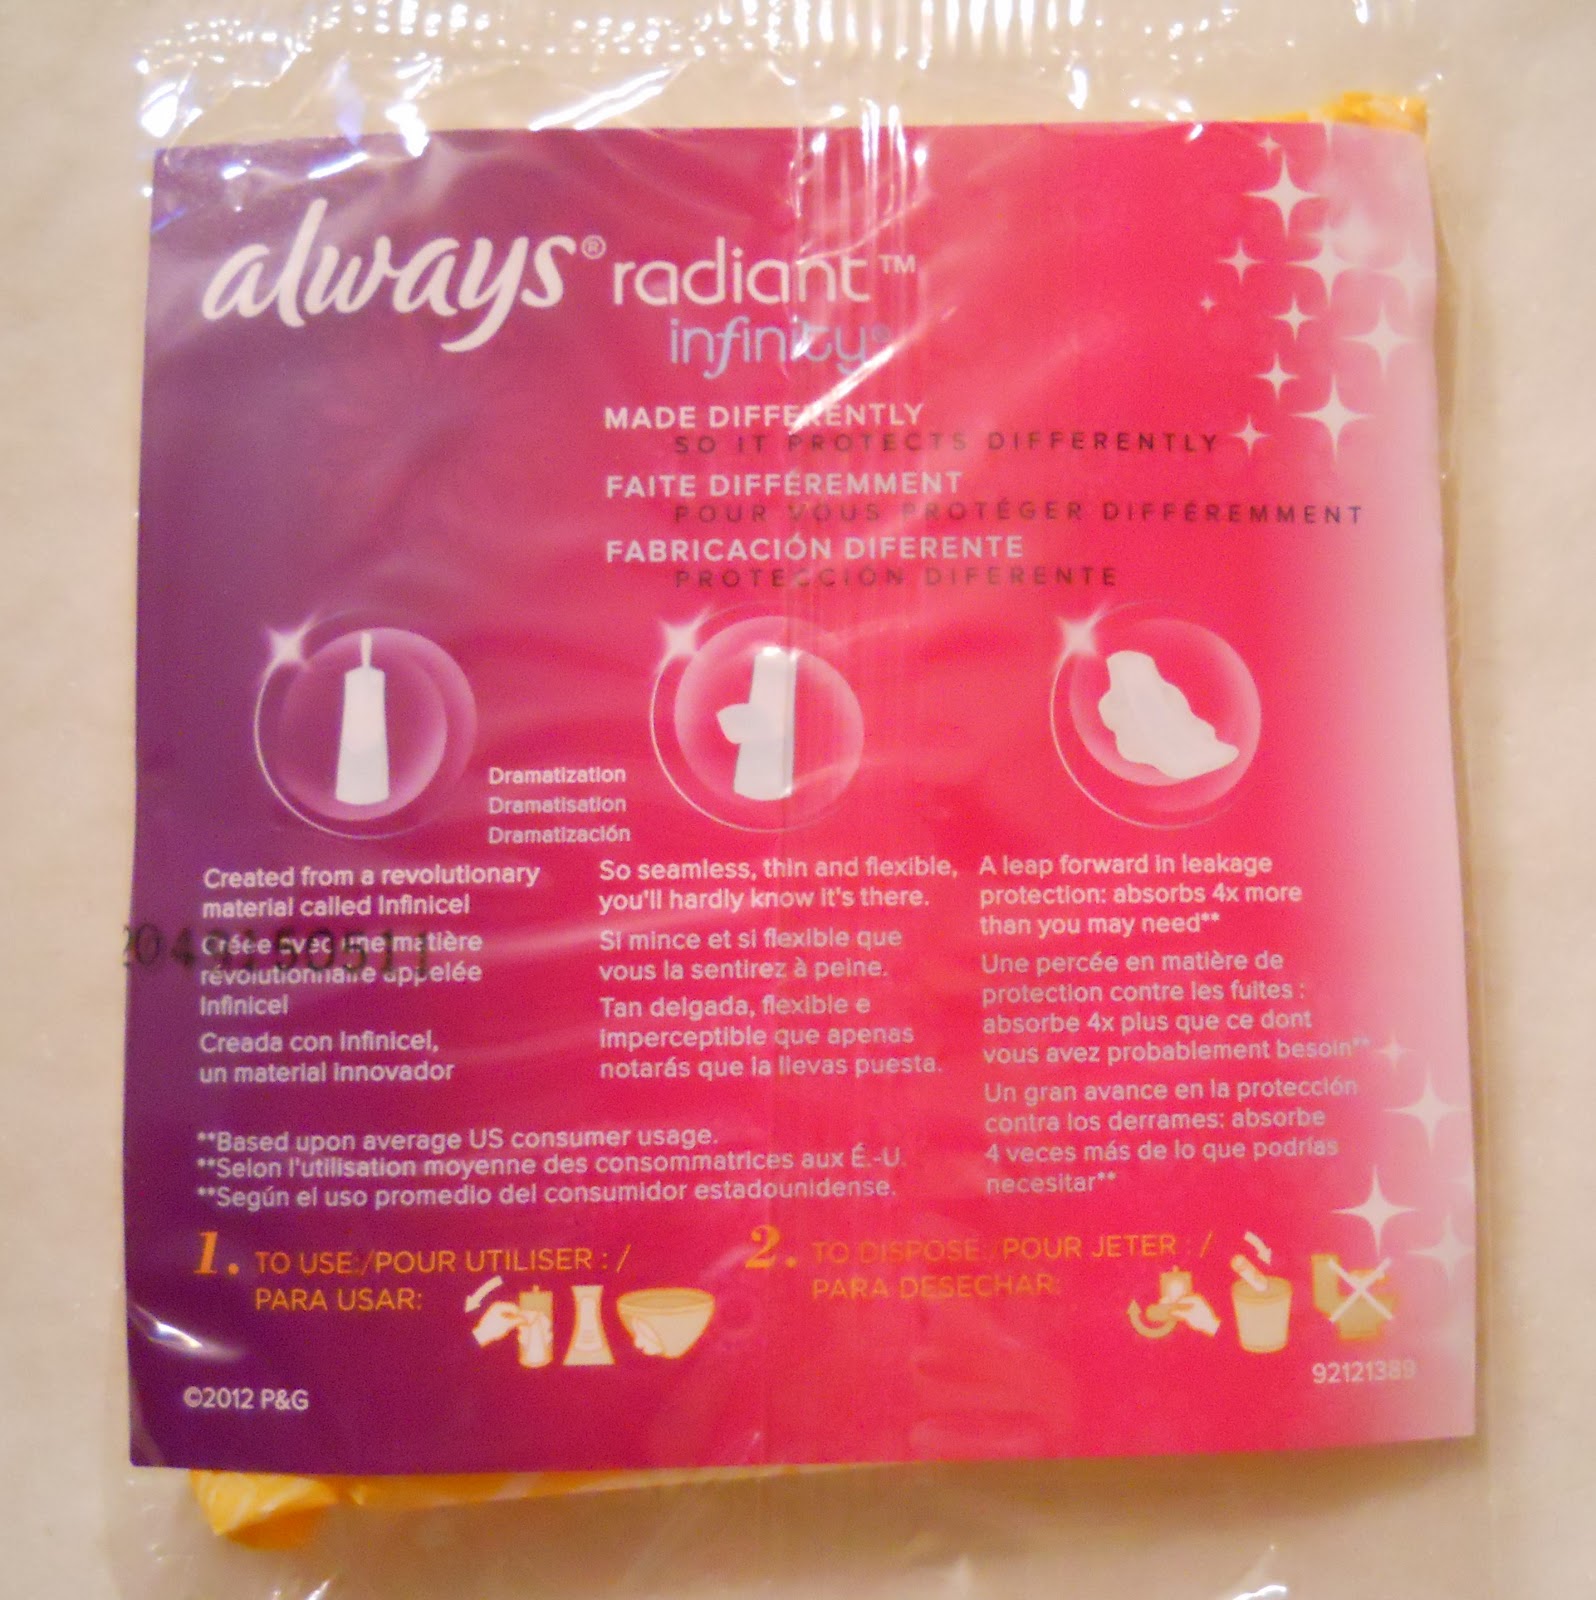 always® radiant™
infinity®
MADE DIFFERENTLY
SO IT PROTECTS DIFFERENTLY
FAITE DIFFÉREMMENT
POUR VOUS PROTÉGER DIFFÉREMMENT
FABRICACIÓN DIFERENTE
PROTECCIÓN DIFERENTE
Dramatization
Dramatisation
Dramatización
Created from a revolutionary
material called Infinicel
Créée avec une matière
révolutionnaire appelée
Infinicel
Creada con Infinicel,
un material innovador
So seamless, thin and flexible,
you'll hardly know it's there.
Si mince et si flexible que
vous la sentirez à peine.
Tan delgada, flexible e
imperceptible que apenas
notarás que la llevas puesta.
A leap forward in leakage
protection: absorbs 4x more
than you may need**
Une percée en matière de
protection contre les fuites :
absorbe 4x plus que ce dont
vous avez probablement besoin**
Un gran avance en la protección
contra los derrames: absorbe
4 veces más de lo que podrías
necesitar**
**Based upon average US consumer usage.
**Selon l'utilisation moyenne des consommatrices aux É.-U.
**Según el uso promedio del consumidor estadounidense.
1. TO USE:/POUR UTILISER : /
PARA USAR:
2. TO DISPOSE:/POUR JETER : /
PARA DESECHAR:
92121389
©2012 P&G